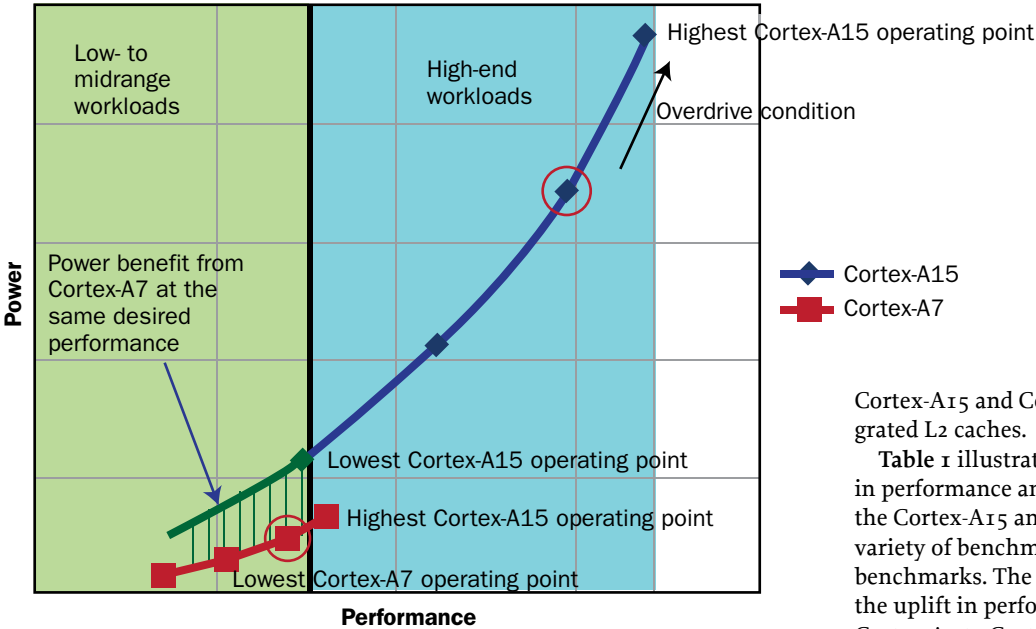 Low- to
midrange
workloads
High-end
workloads
Highest Cortex-A15 operating point
Overdrive condition
Power benefit from
Cortex-A7 at the
same desired
performance
Power
Cortex-A15
Cortex-A7
Lowest Cortex-A15 operating point
Highest Cortex-A15 operating point
Lowest Cortex-A7 operating point
Performance
Cortex-A15 and Co
grated L2 caches.
Table 1 illustrat
in performance an
the Cortex-A15 an
variety of benchm
benchmarks. The
the uplift in perfo